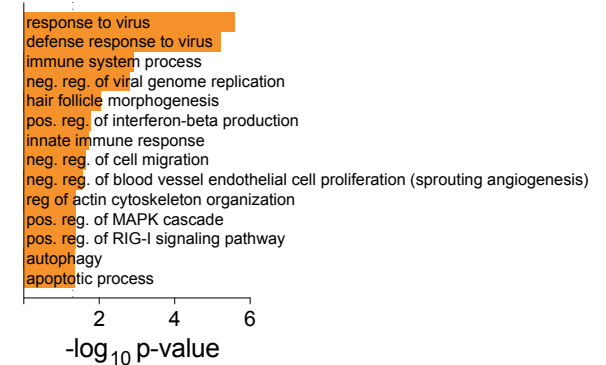 response to virus
defense response to virus
immune system process
neg. reg. of viral genome replication
hair follicle morphogenesis
pos. reg. of interferon-beta production
innate immune response
neg. reg. of cell migration
neg. reg. of blood vessel endothelial cell proliferation (sprouting angiogenesis)
reg of actin cytoskeleton organization
pos. reg. of MAPK cascade
pos. reg. of RIG-I signaling pathway
autophagy
apoptotic process
2 4 6
-log10 p-value